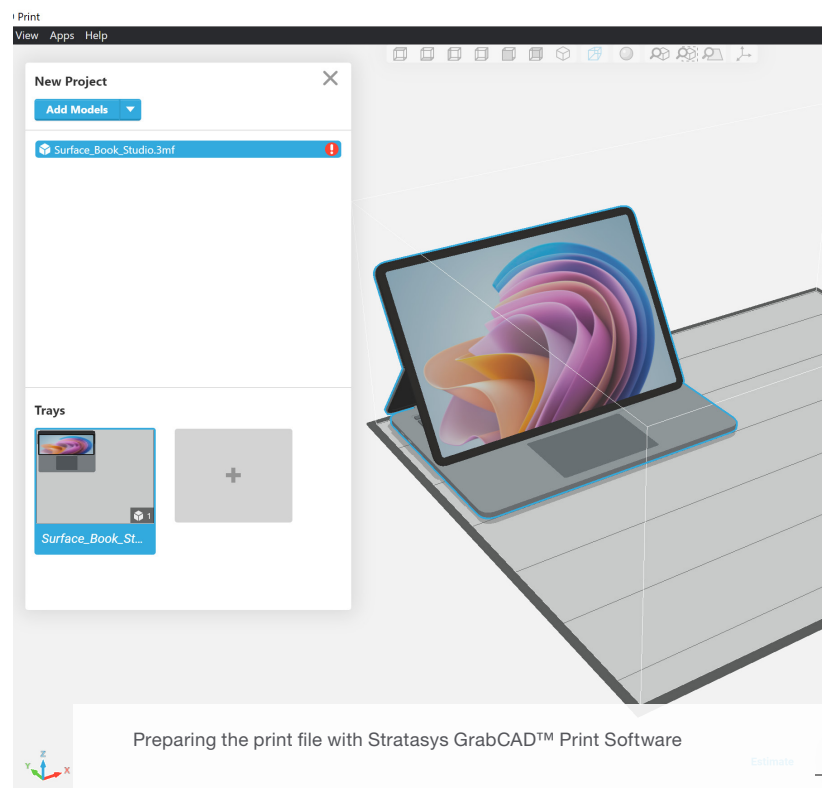 Print
View Apps Help
New Project
Add Models
Surface_Book_Studio.3mf
Trays
1
Surface_Book_St...
Z
Y
X
Preparing the print file with Stratasys GrabCAD™ Print Software
Estimate